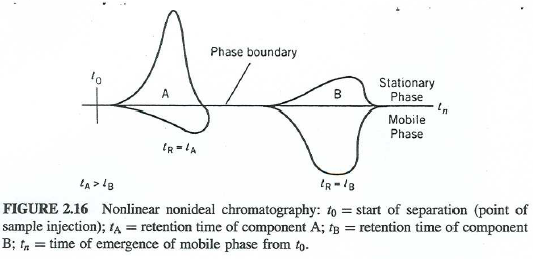 Phase boundary
t0
A
B
Stationary
Phase
tn
Mobile
Phase
tR = tA
tR = tB
tA > tB
FIGURE 2.16 Nonlinear nonideal chromatography: t0 = start of separation (point of
sample injection); tA = retention time of component A; tB = retention time of component
B; tn = time of emergence of mobile phase from t0.